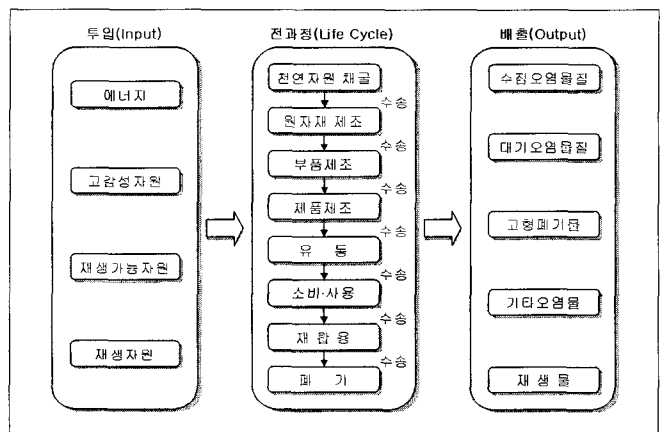 투입(Input)
에너지
고갈성자원
재생가능자원
재생자원
전과정(Life Cycle)
천연자원 채굴
수송
원자재 제조
수송
부품제조
수송
제품제조
수송
유 통
수송
소비·사용
수송
재 활 용
수송
폐 기
배출(Output)
수질오염물질
대기오염물질
고형폐기물
기타오염물
재 생 물